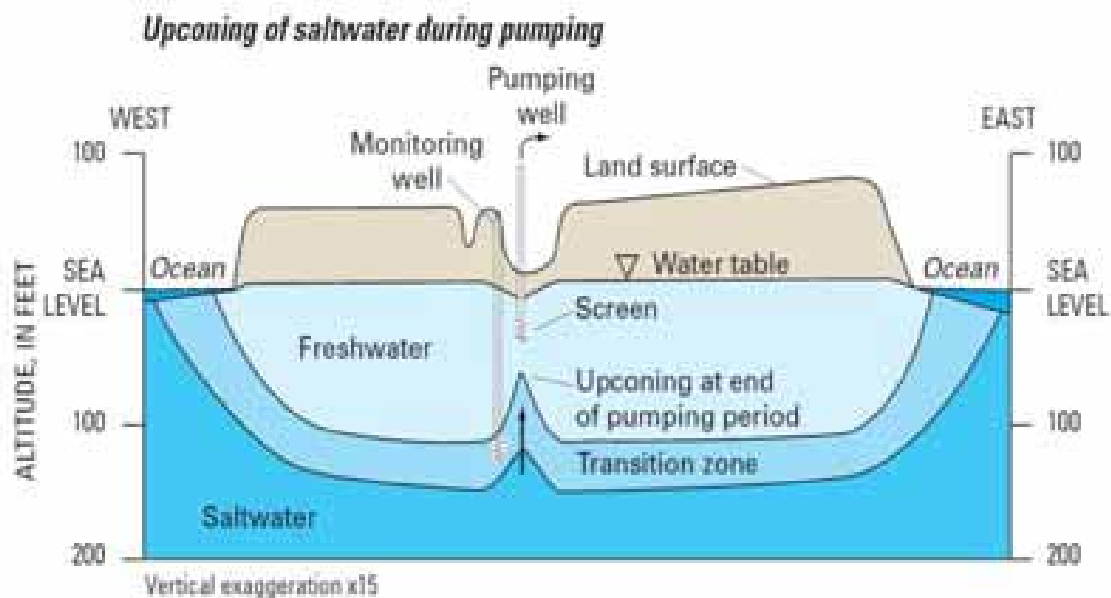 Upconing of saltwater during pumping
Pumping
well
WEST
EAST
Monitoring
well
100
100
Land surface
SEA
LEVEL
Ocean
Water table
Ocean
SEA
LEVEL
Screen
Freshwater
ALTITUDE, IN FEET
Upconing at end
of pumping period
100
100
Transition zone
Saltwater
200
200
Vertical exaggeration x15